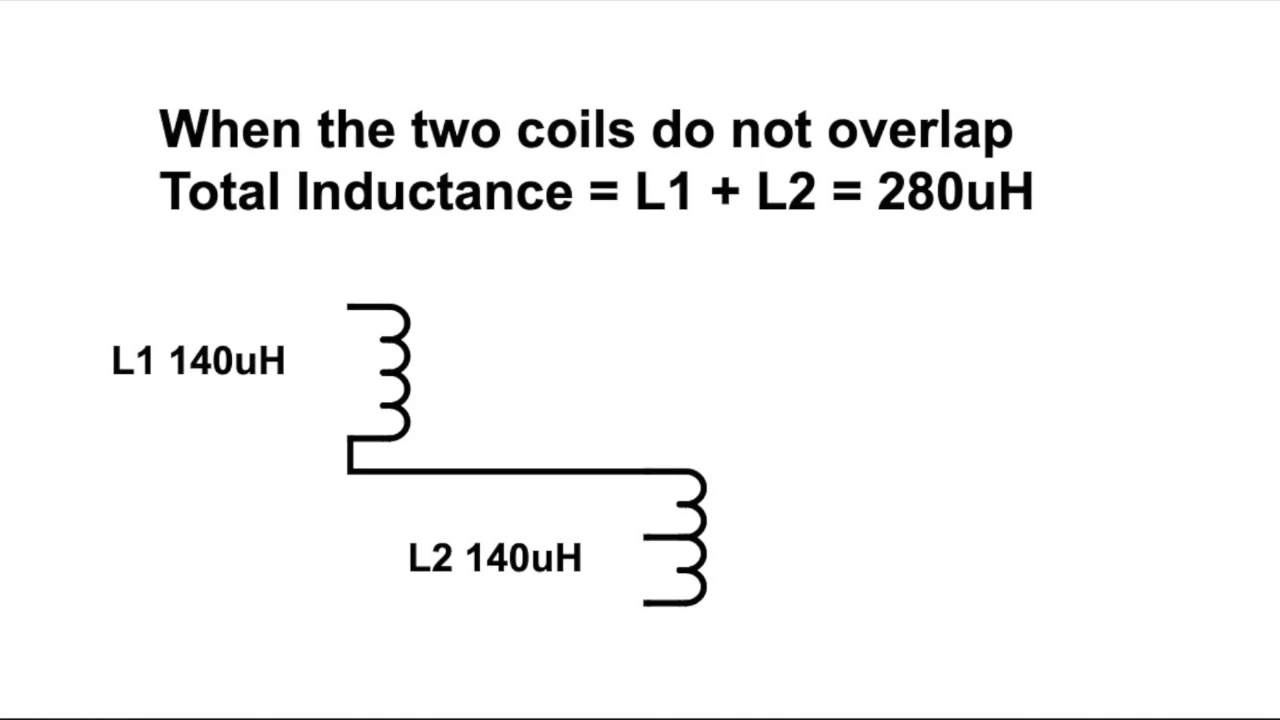 When the two coils do not overlap
Total Inductance = L1 + L2 = 280uH
L1 140uH
L2 140uH